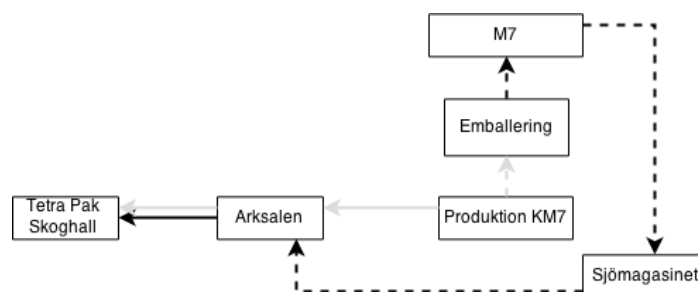 M7
Emballering
Tetra Pak
Skoghall
Arksalen
Produktion KM7
Sjömagasinet